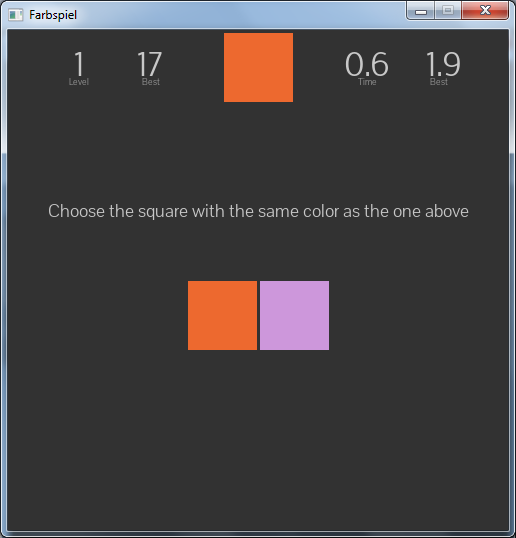 Farbspiel
1 17 0.6 1.9
Level Best Time Best
Choose the square with the same color as the one above